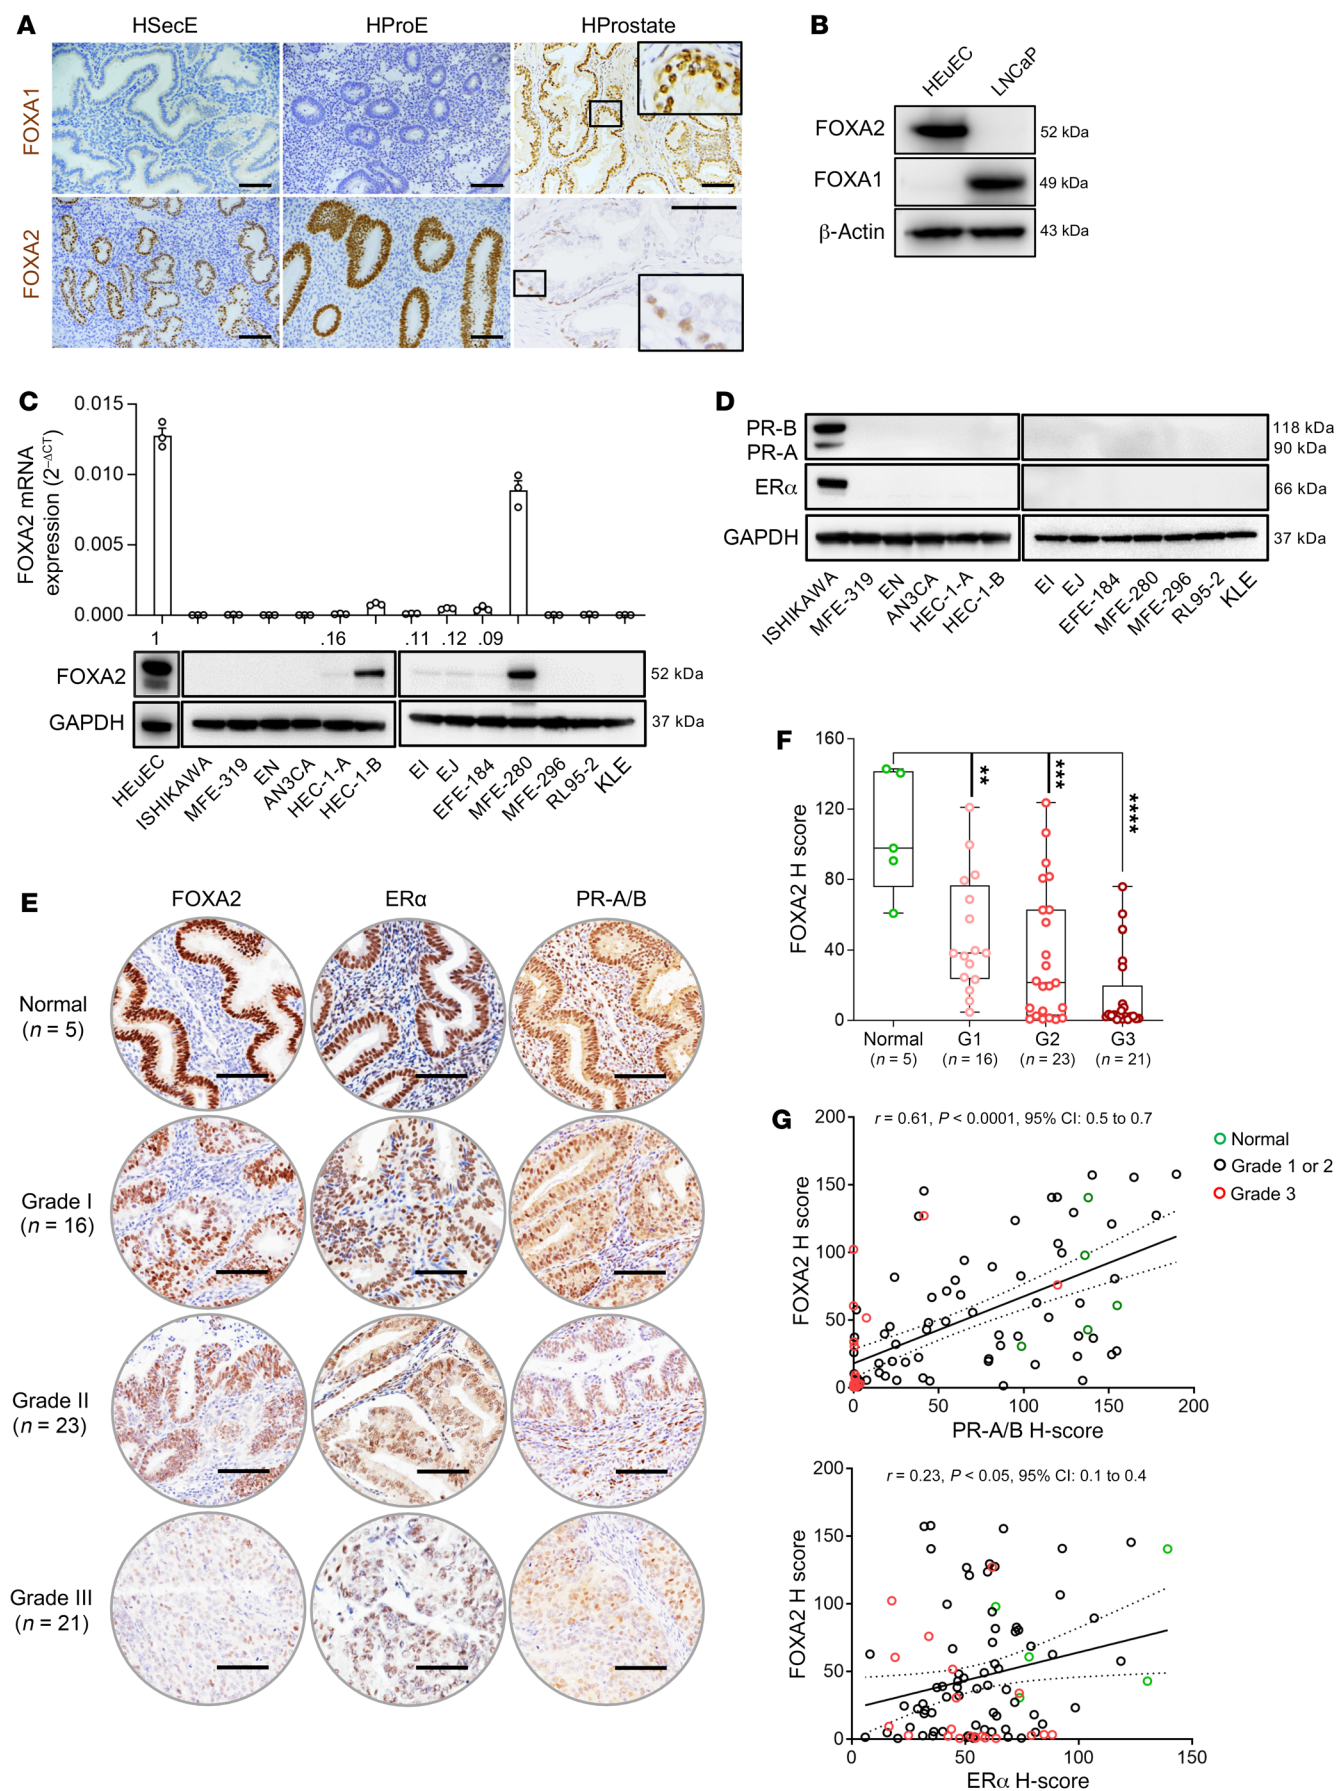 A
HSecE
HProE
HProstate
FOXA1
FOXA2
B
HEuEC
LNCaP
FOXA2
52 kDa
FOXA1
49 kDa
β-Actin
43 kDa
C
FOXA2 mRNA
expression (2−ΔCT)
0.015
0.010
0.005
0.000
1
.16
.11
.12
.09
FOXA2
52 kDa
GAPDH
37 kDa
HEuEC
ISHIKAWA
MFE-319
EN
AN3CA
HEC-1-A
HEC-1-B
EI
EJ
EFE-184
MFE-280
MFE-296
RL95-2
KLE
D
PR-B
118 kDa
PR-A
90 kDa
ERα
66 kDa
GAPDH
37 kDa
ISHIKAWA
MFE-319
EN
AN3CA
HEC-1-A
HEC-1-B
EI
EJ
EFE-184
MFE-280
MFE-296
RL95-2
KLE
E
FOXA2
ERα
PR-A/B
Normal
(n = 5)
Grade I
(n = 16)
Grade II
(n = 23)
Grade III
(n = 21)
F
FOXA2 H score
160
120
80
40
0
**
***
****
Normal
(n = 5)
G1
(n = 16)
G2
(n = 23)
G3
(n = 21)
G
r = 0.61, P < 0.0001, 95% CI: 0.5 to 0.7
FOXA2 H score
200
150
100
50
0
0
50
100
150
200
PR-A/B H-score
Normal
Grade 1 or 2
Grade 3
r = 0.23, P < 0.05, 95% CI: 0.1 to 0.4
FOXA2 H score
200
150
100
50
0
0
50
100
150
ERα H-score